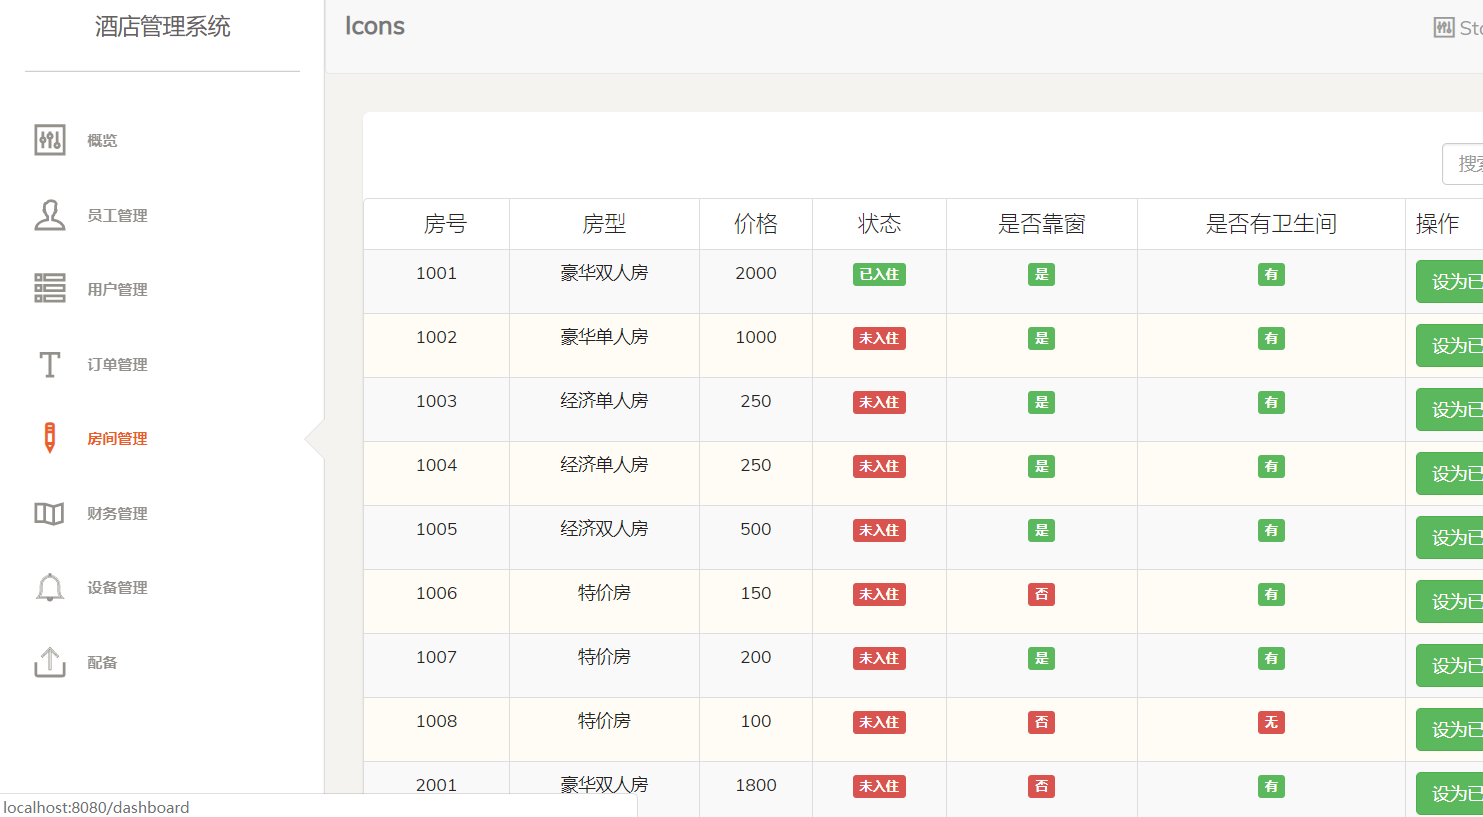 酒店管理系统
Icons
概览
员工管理
用户管理
订单管理
房间管理
财务管理
设备管理
配备
房号 房型 价格 状态 是否靠窗 是否有卫生间 操作
1001 豪华双人房 2000 已入住 是 有 设为已
1002 豪华单人房 1000 未入住 是 有 设为已
1003 经济单人房 250 未入住 是 有 设为已
1004 经济单人房 250 未入住 是 有 设为已
1005 经济双人房 500 未入住 是 有 设为已
1006 特价房 150 未入住 否 有 设为已
1007 特价房 200 未入住 是 有 设为已
1008 特价房 100 未入住 否 无 设为已
2001 豪华双人房 1800 未入住 否 有 设为已
localhost:8080/dashboard